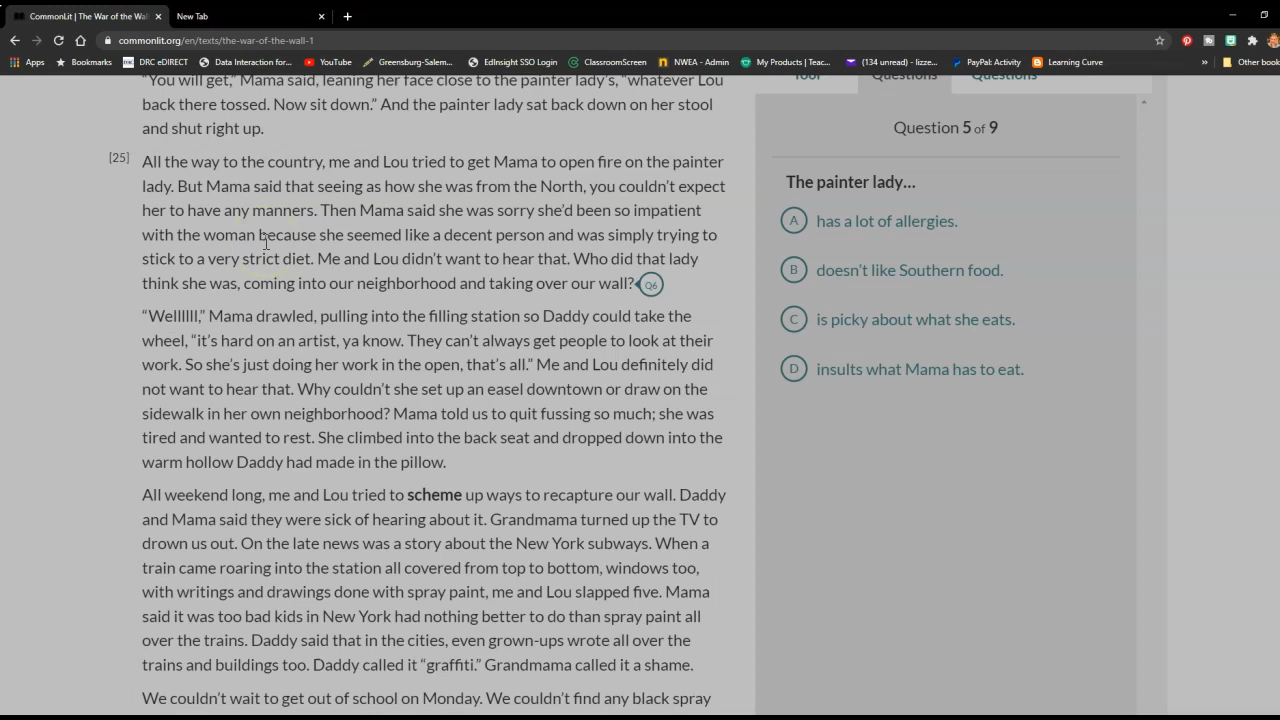 CommonLit | The War of the Wall
New Tab
commonlit.org/en/texts/the-war-of-the-wall-1
Apps
Bookmarks
DRC eDIRECT
Data Interaction for...
YouTube
Greensburg-Salem...
EdInsight SSO Login
ClassroomScreen
NWEA - Admin
My Products | Teac...
(134 unread) - lizze...
PayPal: Activity
Learning Curve
Other book
"You will get," Mama said, leaning her face close to the painter lady's, "whatever Lou
back there tossed. Now sit down." And the painter lady sat back down on her stool
and shut right up.
[25]
All the way to the country, me and Lou tried to get Mama to open fire on the painter
lady. But Mama said that seeing as how she was from the North, you couldn't expect
her to have any manners. Then Mama said she was sorry she'd been so impatient
with the woman because she seemed like a decent person and was simply trying to
stick to a very strict diet. Me and Lou didn't want to hear that. Who did that lady
think she was, coming into our neighborhood and taking over our wall?
Q6
"Wellllll," Mama drawled, pulling into the filling station so Daddy could take the
wheel, "it's hard on an artist, ya know. They can't always get people to look at their
work. So she's just doing her work in the open, that's all." Me and Lou definitely did
not want to hear that. Why couldn't she set up an easel downtown or draw on the
sidewalk in her own neighborhood? Mama told us to quit fussing so much; she was
tired and wanted to rest. She climbed into the back seat and dropped down into the
warm hollow Daddy had made in the pillow.
All weekend long, me and Lou tried to scheme up ways to recapture our wall. Daddy
and Mama said they were sick of hearing about it. Grandmama turned up the TV to
drown us out. On the late news was a story about the New York subways. When a
train came roaring into the station all covered from top to bottom, windows too,
with writings and drawings done with spray paint, me and Lou slapped five. Mama
said it was too bad kids in New York had nothing better to do than spray paint all
over the trains. Daddy said that in the cities, even grown-ups wrote all over the
trains and buildings too. Daddy called it "graffiti." Grandmama called it a shame.
We couldn't wait to get out of school on Monday. We couldn't find any black spray
Tool
Questions
Questions
Question 5 of 9
The painter lady...
A has a lot of allergies.
B doesn't like Southern food.
C is picky about what she eats.
D insults what Mama has to eat.